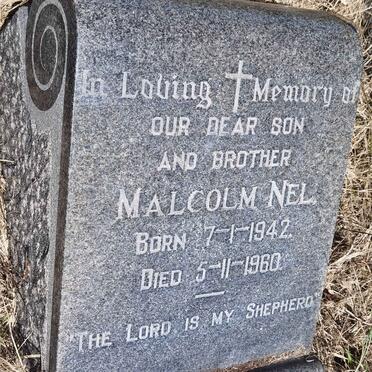 In Loving Memory of
OUR DEAR SON
AND BROTHER
MALCOLM NEL.
BORN 7-1-1942.
DIED 5-11-1960.
"THE LORD IS MY SHEPHERD"